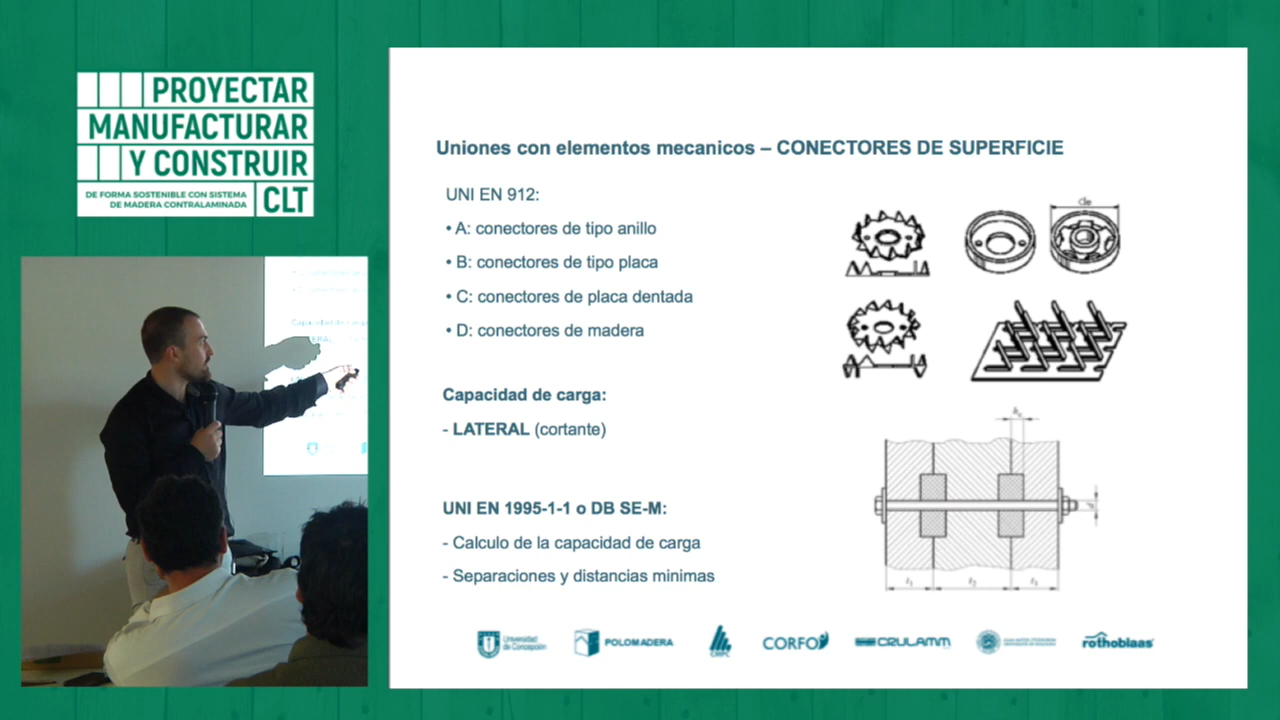 PROYECTAR
MANUFACTURAR
Y CONSTRUIR
DE FORMA SOSTENIBLE CON SISTEMA
DE MADERA CONTRALAMINADA
CLT
Uniones con elementos mecanicos – CONECTORES DE SUPERFICIE
UNI EN 912:
• A: conectores de tipo anillo
• B: conectores de tipo placa
• C: conectores de placa dentada
• D: conectores de madera
Capacidad de carga:
- LATERAL (cortante)
UNI EN 1995-1-1 o DB SE-M:
- Calculo de la capacidad de carga
- Separaciones y distancias minimas
de
t1
t2
Universidad
de Concepción
POLOMADERA
CORFO
CRULAMM
rothoblaas